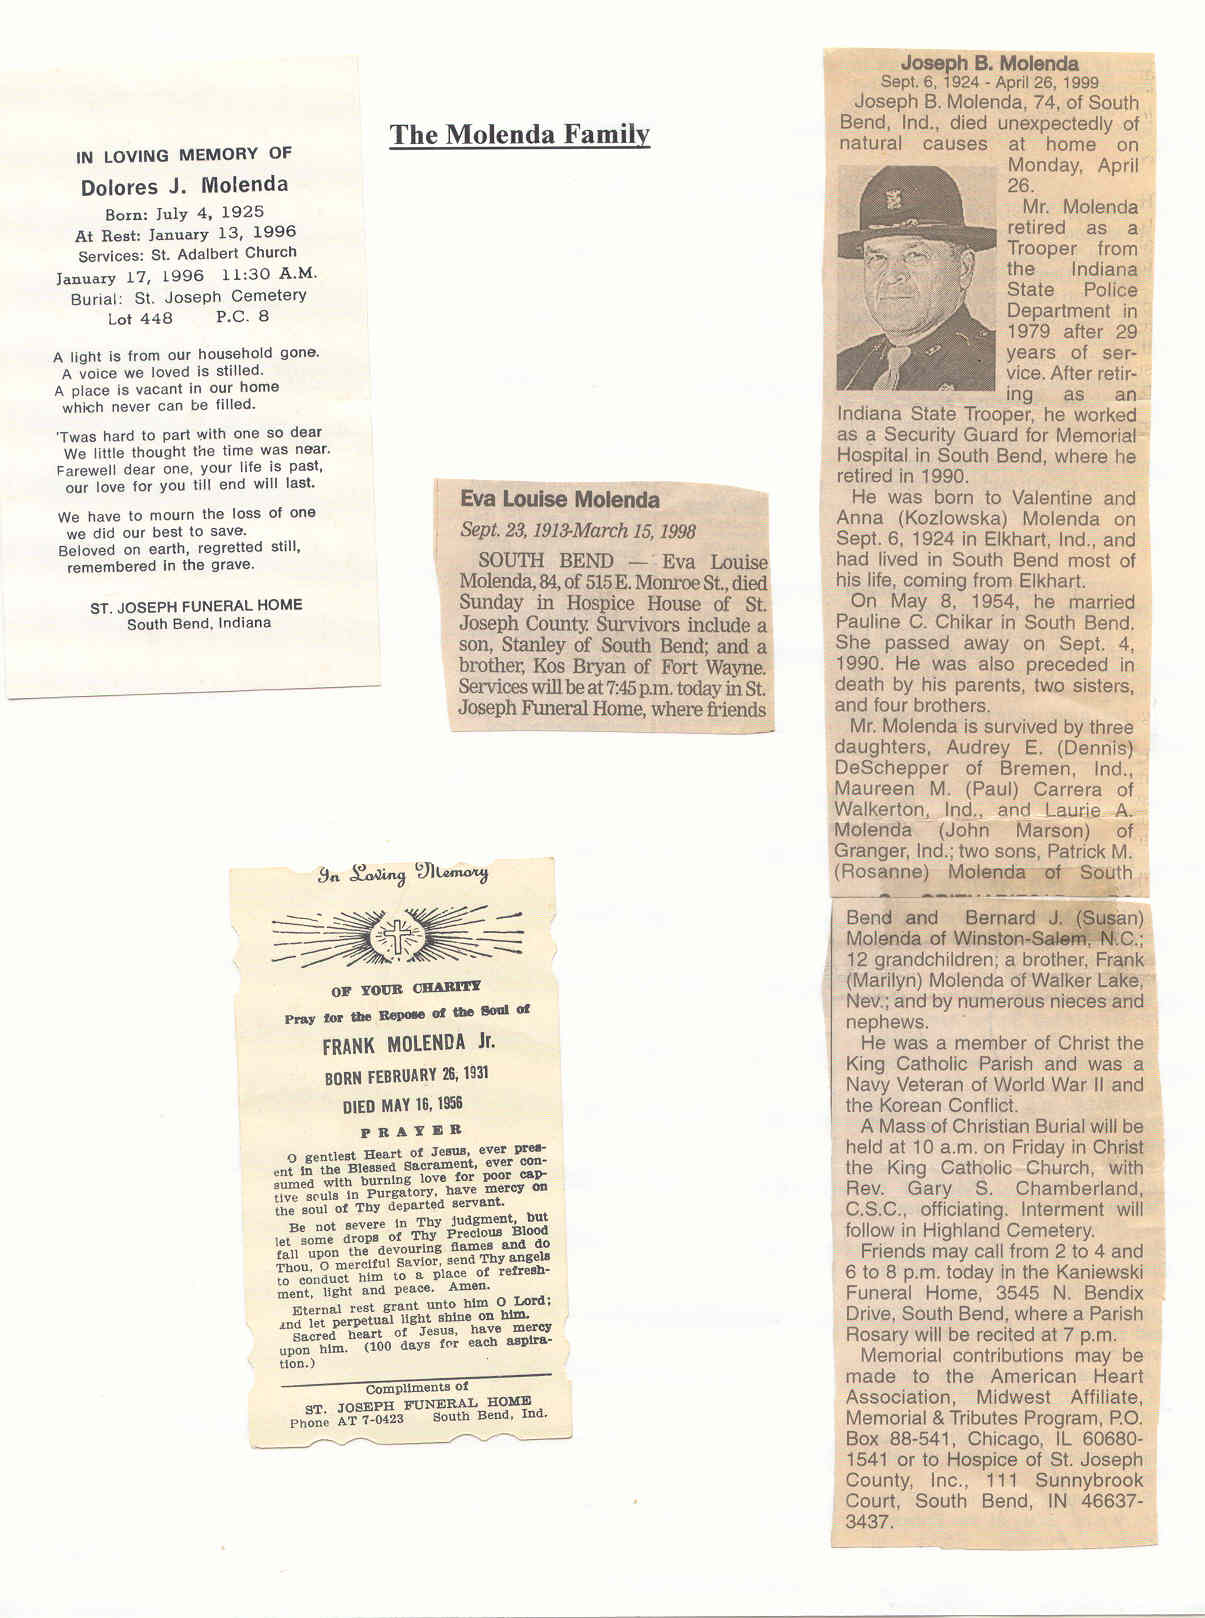 The Molenda Family
IN LOVING MEMORY OF
Dolores J. Molenda
Born: July 4, 1925
At Rest: January 13, 1996
Services: St. Adalbert Church
January 17, 1996 11:30 A.M.
Burial: St. Joseph Cemetery
Lot 448 P.C. 8
A light is from our household gone.
A voice we loved is stilled.
A place is vacant in our home
which never can be filled.
'Twas hard to part with one so dear
We little thought the time was near.
Farewell dear one, your life is past,
our love for you till end will last.
We have to mourn the loss of one
we did our best to save.
Beloved on earth, regretted still,
remembered in the grave.
ST. JOSEPH FUNERAL HOME
South Bend, Indiana
Eva Louise Molenda
Sept. 23, 1913-March 15, 1998
SOUTH BEND — Eva Louise
Molenda, 84, of 515 E. Monroe St., died
Sunday in Hospice House of St.
Joseph County. Survivors include a
son, Stanley of South Bend; and a
brother, Kos Bryan of Fort Wayne.
Services will be at 7:45 p.m. today in St.
Joseph Funeral Home, where friends
In Loving Memory
OF YOUR CHARITY
Pray for the Repose of the Soul of
FRANK MOLENDA Jr.
BORN FEBRUARY 26, 1931
DIED MAY 16, 1956
PRAYER
O gentlest Heart of Jesus, ever pres-
ent in the Blessed Sacrament, ever con-
sumed with burning love for poor cap-
tive souls in Purgatory, have mercy on
the soul of Thy departed servant.
Be not severe in Thy judgment, but
let some drops of Thy Precious Blood
fall upon the devouring flames and do
Thou, O merciful Savior, send Thy angels
to conduct him to a place of refresh-
ment, light and peace. Amen.
Eternal rest grant unto him O Lord;
and let perpetual light shine on him.
Sacred heart of Jesus, have mercy
upon him. (100 days for each aspira-
tion.)
Compliments of
ST. JOSEPH FUNERAL HOME
Phone AT 7-0423 South Bend, Ind.
Joseph B. Molenda
Sept. 6, 1924 - April 26, 1999
Joseph B. Molenda, 74, of South
Bend, Ind., died unexpectedly of
natural causes at home on
Monday, April
26.
Mr. Molenda
retired as a
Trooper from
the Indiana
State Police
Department in
1979 after 29
years of ser-
vice. After retir-
ing as an
Indiana State Trooper, he worked
as a Security Guard for Memorial
Hospital in South Bend, where he
retired in 1990.
He was born to Valentine and
Anna (Kozlowska) Molenda on
Sept. 6, 1924 in Elkhart, Ind., and
had lived in South Bend most of
his life, coming from Elkhart.
On May 8, 1954, he married
Pauline C. Chikar in South Bend.
She passed away on Sept. 4,
1990. He was also preceded in
death by his parents, two sisters,
and four brothers.
Mr. Molenda is survived by three
daughters, Audrey E. (Dennis)
DeSchepper of Bremen, Ind.,
Maureen M. (Paul) Carrera of
Walkerton, Ind., and Laurie A.
Molenda (John Marson) of
Granger, Ind.; two sons, Patrick M.
(Rosanne) Molenda of South
Bend and Bernard J. (Susan)
Molenda of Winston-Salem, N.C.;
12 grandchildren; a brother, Frank
(Marilyn) Molenda of Walker Lake,
Nev.; and by numerous nieces and
nephews.
He was a member of Christ the
King Catholic Parish and was a
Navy Veteran of World War II and
the Korean Conflict.
A Mass of Christian Burial will be
held at 10 a.m. on Friday in Christ
the King Catholic Church, with
Rev. Gary S. Chamberland,
C.S.C., officiating. Interment will
follow in Highland Cemetery.
Friends may call from 2 to 4 and
6 to 8 p.m. today in the Kaniewski
Funeral Home, 3545 N. Bendix
Drive, South Bend, where a Parish
Rosary will be recited at 7 p.m.
Memorial contributions may be
made to the American Heart
Association, Midwest Affiliate,
Memorial & Tributes Program, P.O.
Box 88-541, Chicago, IL 60680-
1541 or to Hospice of St. Joseph
County, Inc., 111 Sunnybrook
Court, South Bend, IN 46637-
3437.